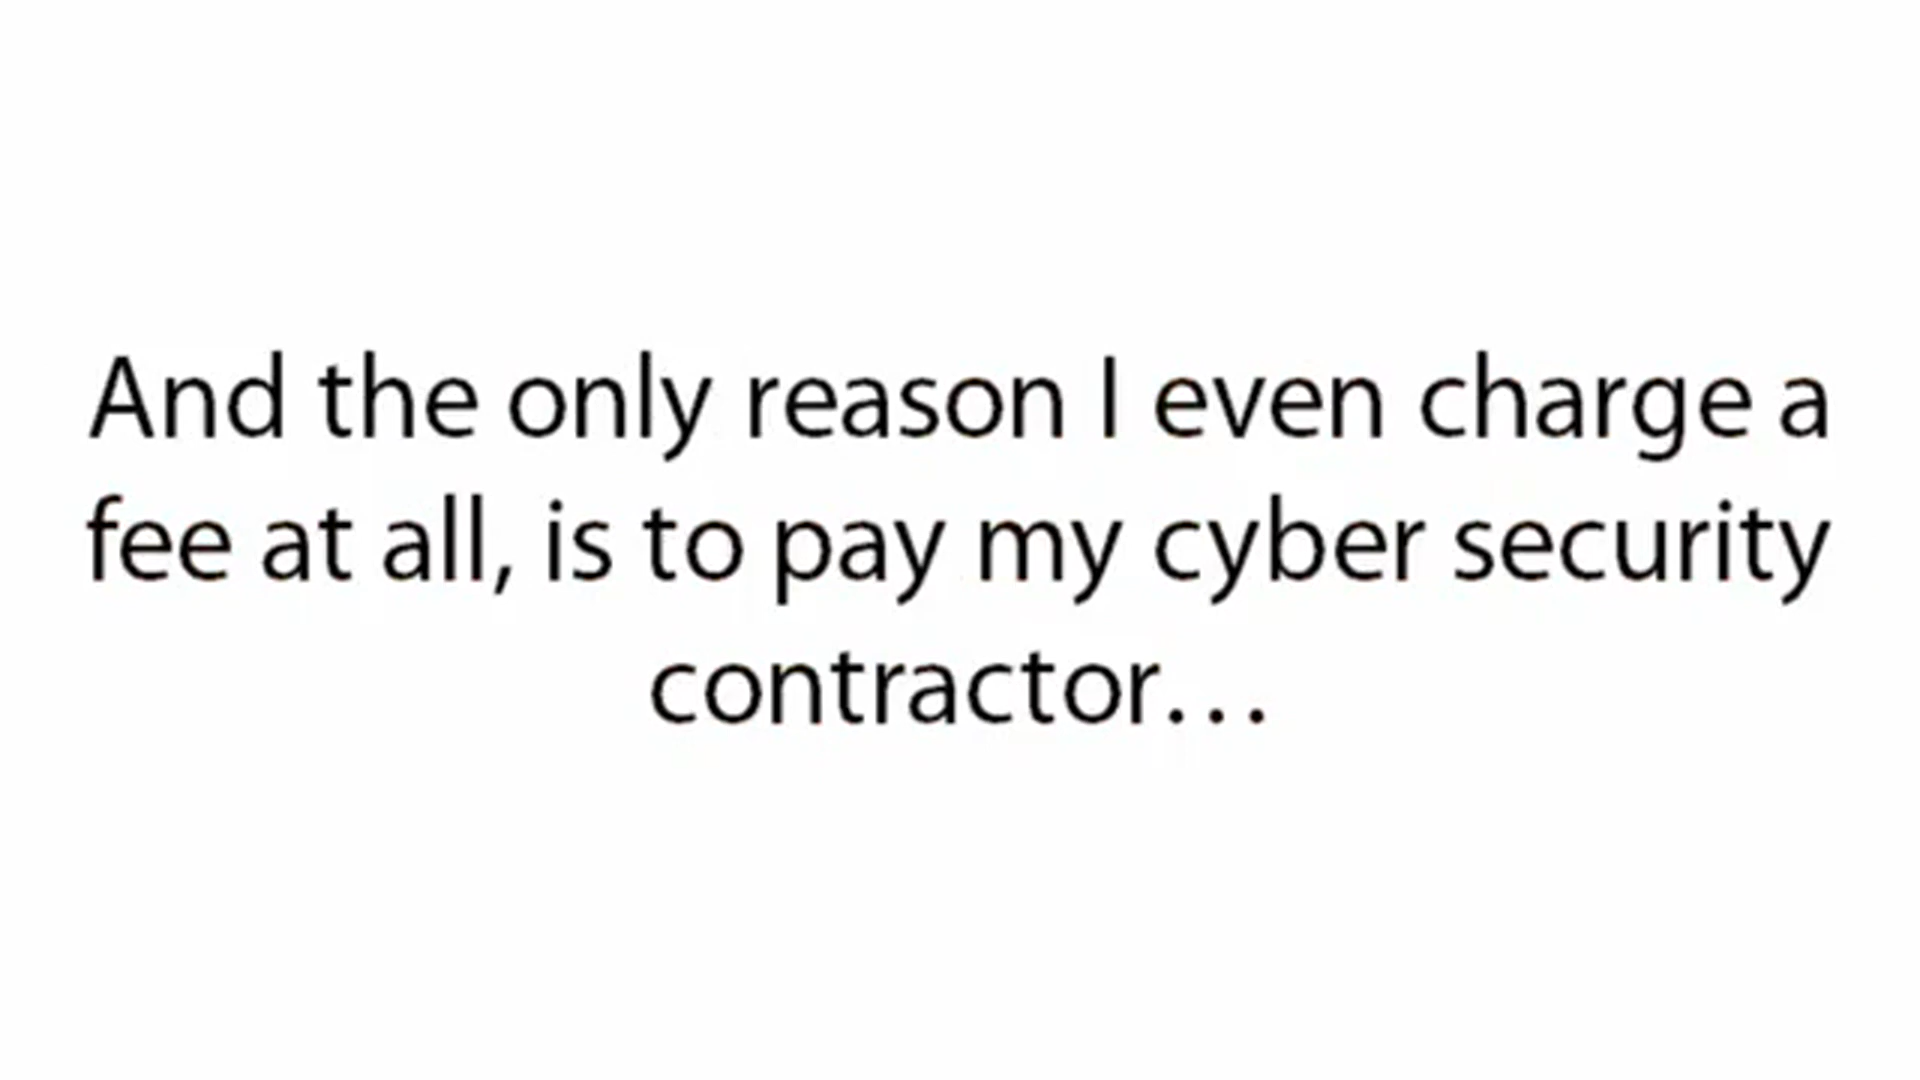 And the only reason I even charge a
fee at all, is to pay my cyber security
contractor…